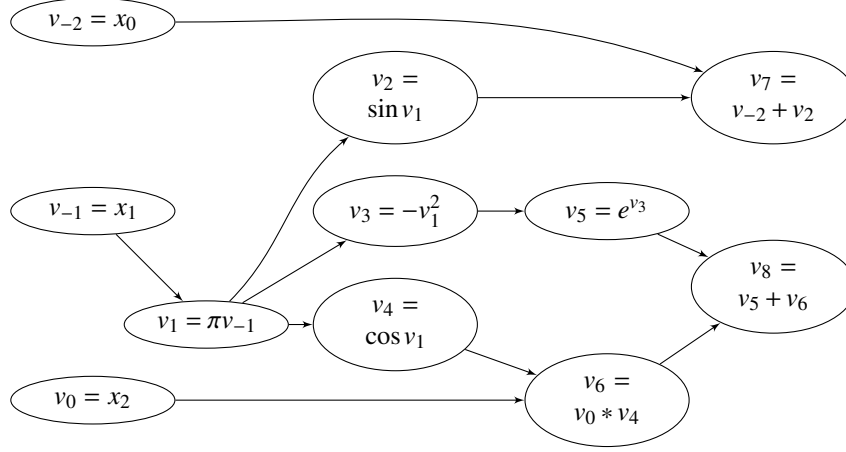 v₋₂ = x₀
v₂ =
sin v₁
v₇ =
v₋₂ + v₂
v₋₁ = x₁
v₃ = −v₁²
v₅ = eᵛ³
v₈ =
v₅ + v₆
v₁ = πv₋₁
v₄ =
cos v₁
v₀ = x₂
v₆ =
v₀ * v₄